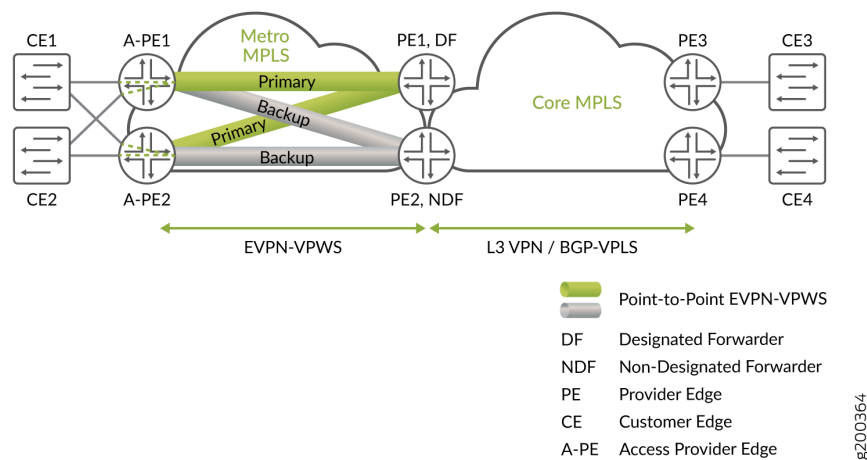 CE1
A-PE1
Metro
MPLS
PE1, DF
PE3
CE3
Primary
Backup
Core MPLS
Primary
Backup
CE2
A-PE2
PE2, NDF
PE4
CE4
EVPN-VPWS
L3 VPN / BGP-VPLS
Point-to-Point EVPN-VPWS
DF Designated Forwarder
NDF Non-Designated Forwarder
PE Provider Edge
CE Customer Edge
A-PE Access Provider Edge
g200364